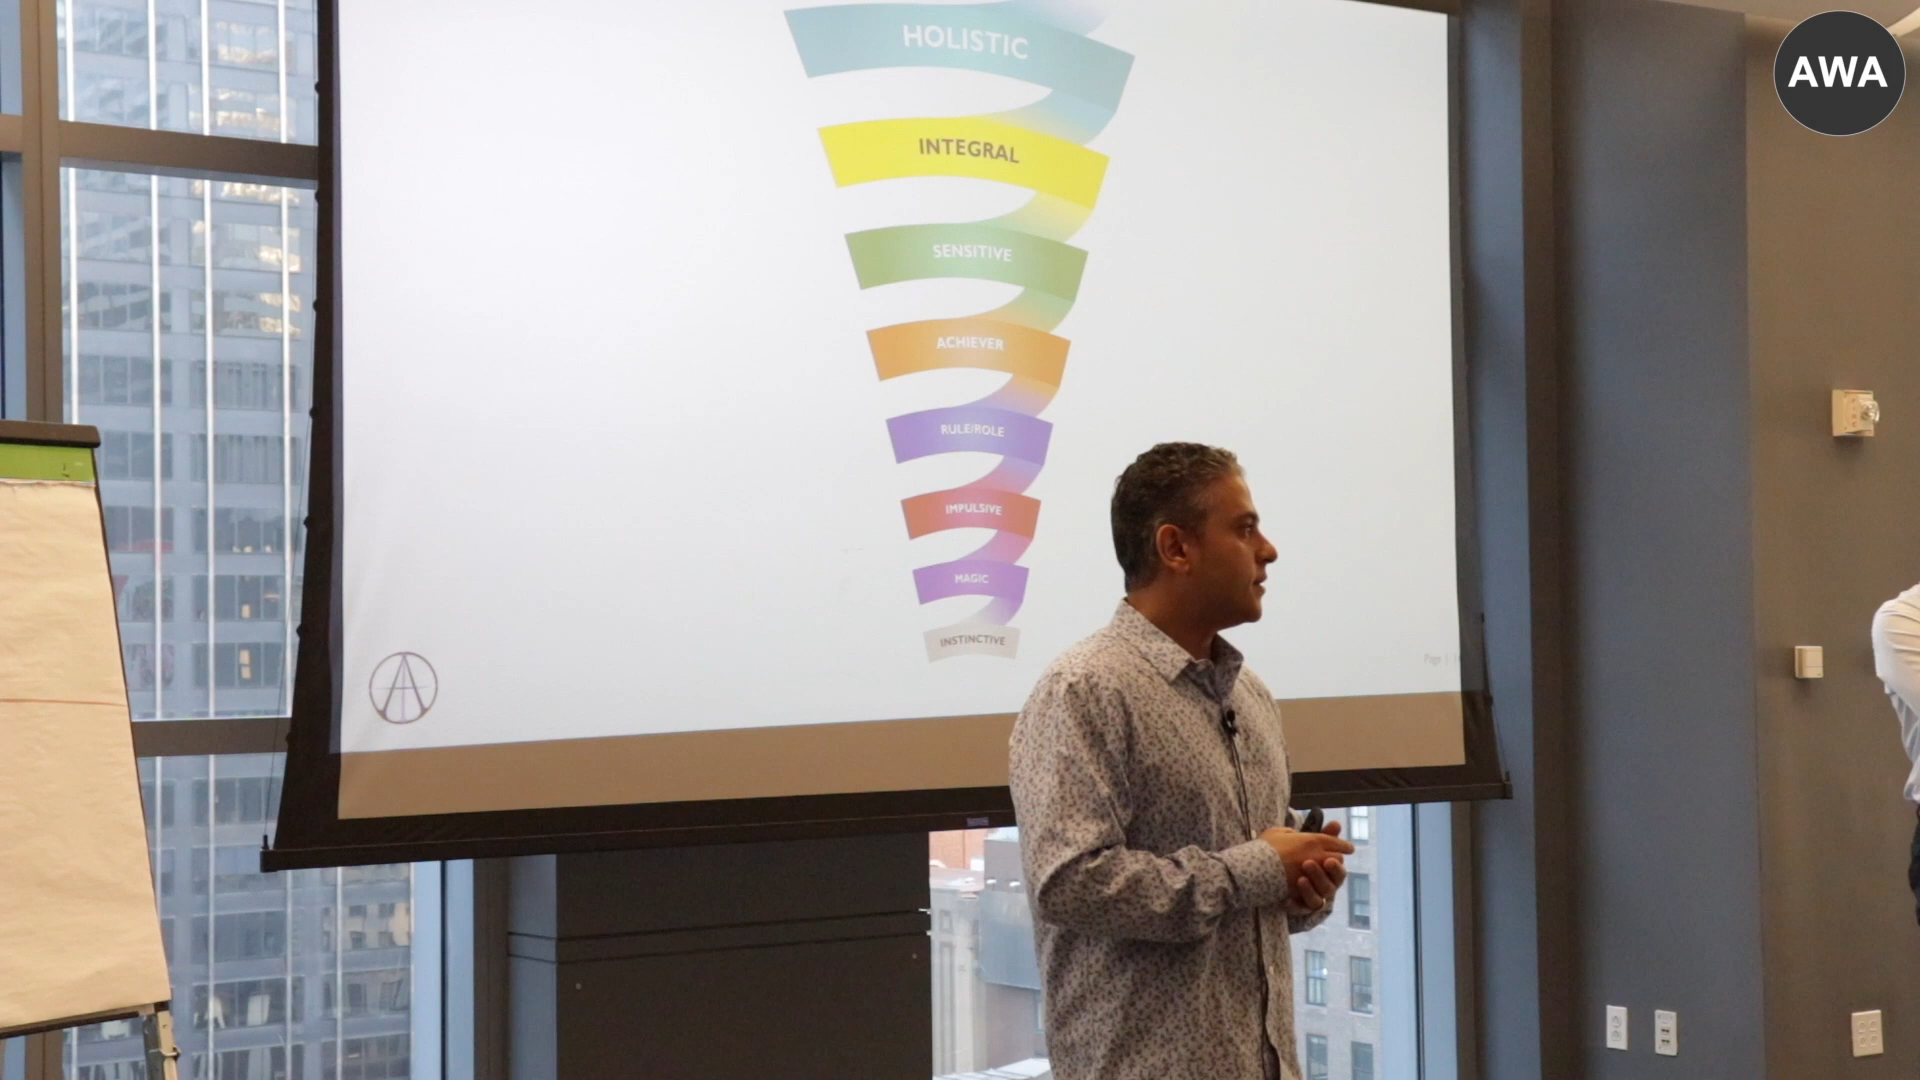 AWA
HOLISTIC
INTEGRAL
SENSITIVE
ACHIEVER
RULE/ROLE
IMPULSIVE
MAGIC
INSTINCTIVE